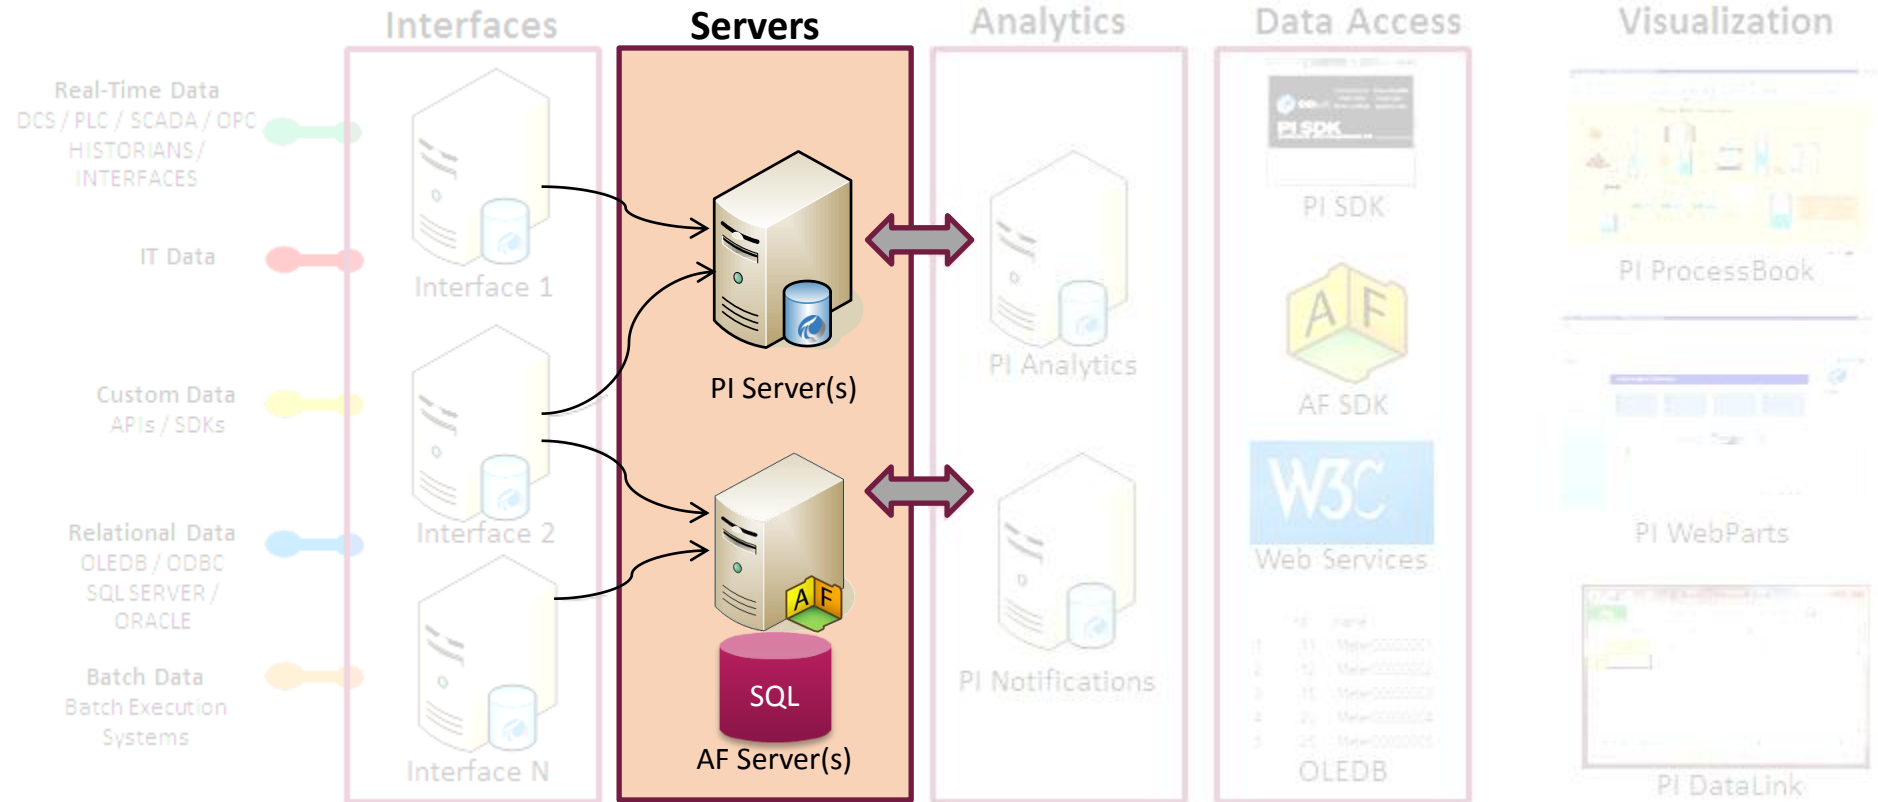 Interfaces
Servers
Analytics
Data Access
Visualization
Real-Time Data
DCS / PLC / SCADA / OPC
HISTORIANS /
INTERFACES
IT Data
Custom Data
APIs / SDKs
Relational Data
OLEDB / ODBC
SQL SERVER /
ORACLE
Batch Data
Batch Execution
Systems
Interface 1
Interface 2
Interface N
PI Server(s)
AF
SQL
AF Server(s)
PI Analytics
PI Notifications
PI SDK
PI SDK
AF
AF SDK
W3C
Web Services
OLEDB
PI ProcessBook
PI WebParts
PI DataLink